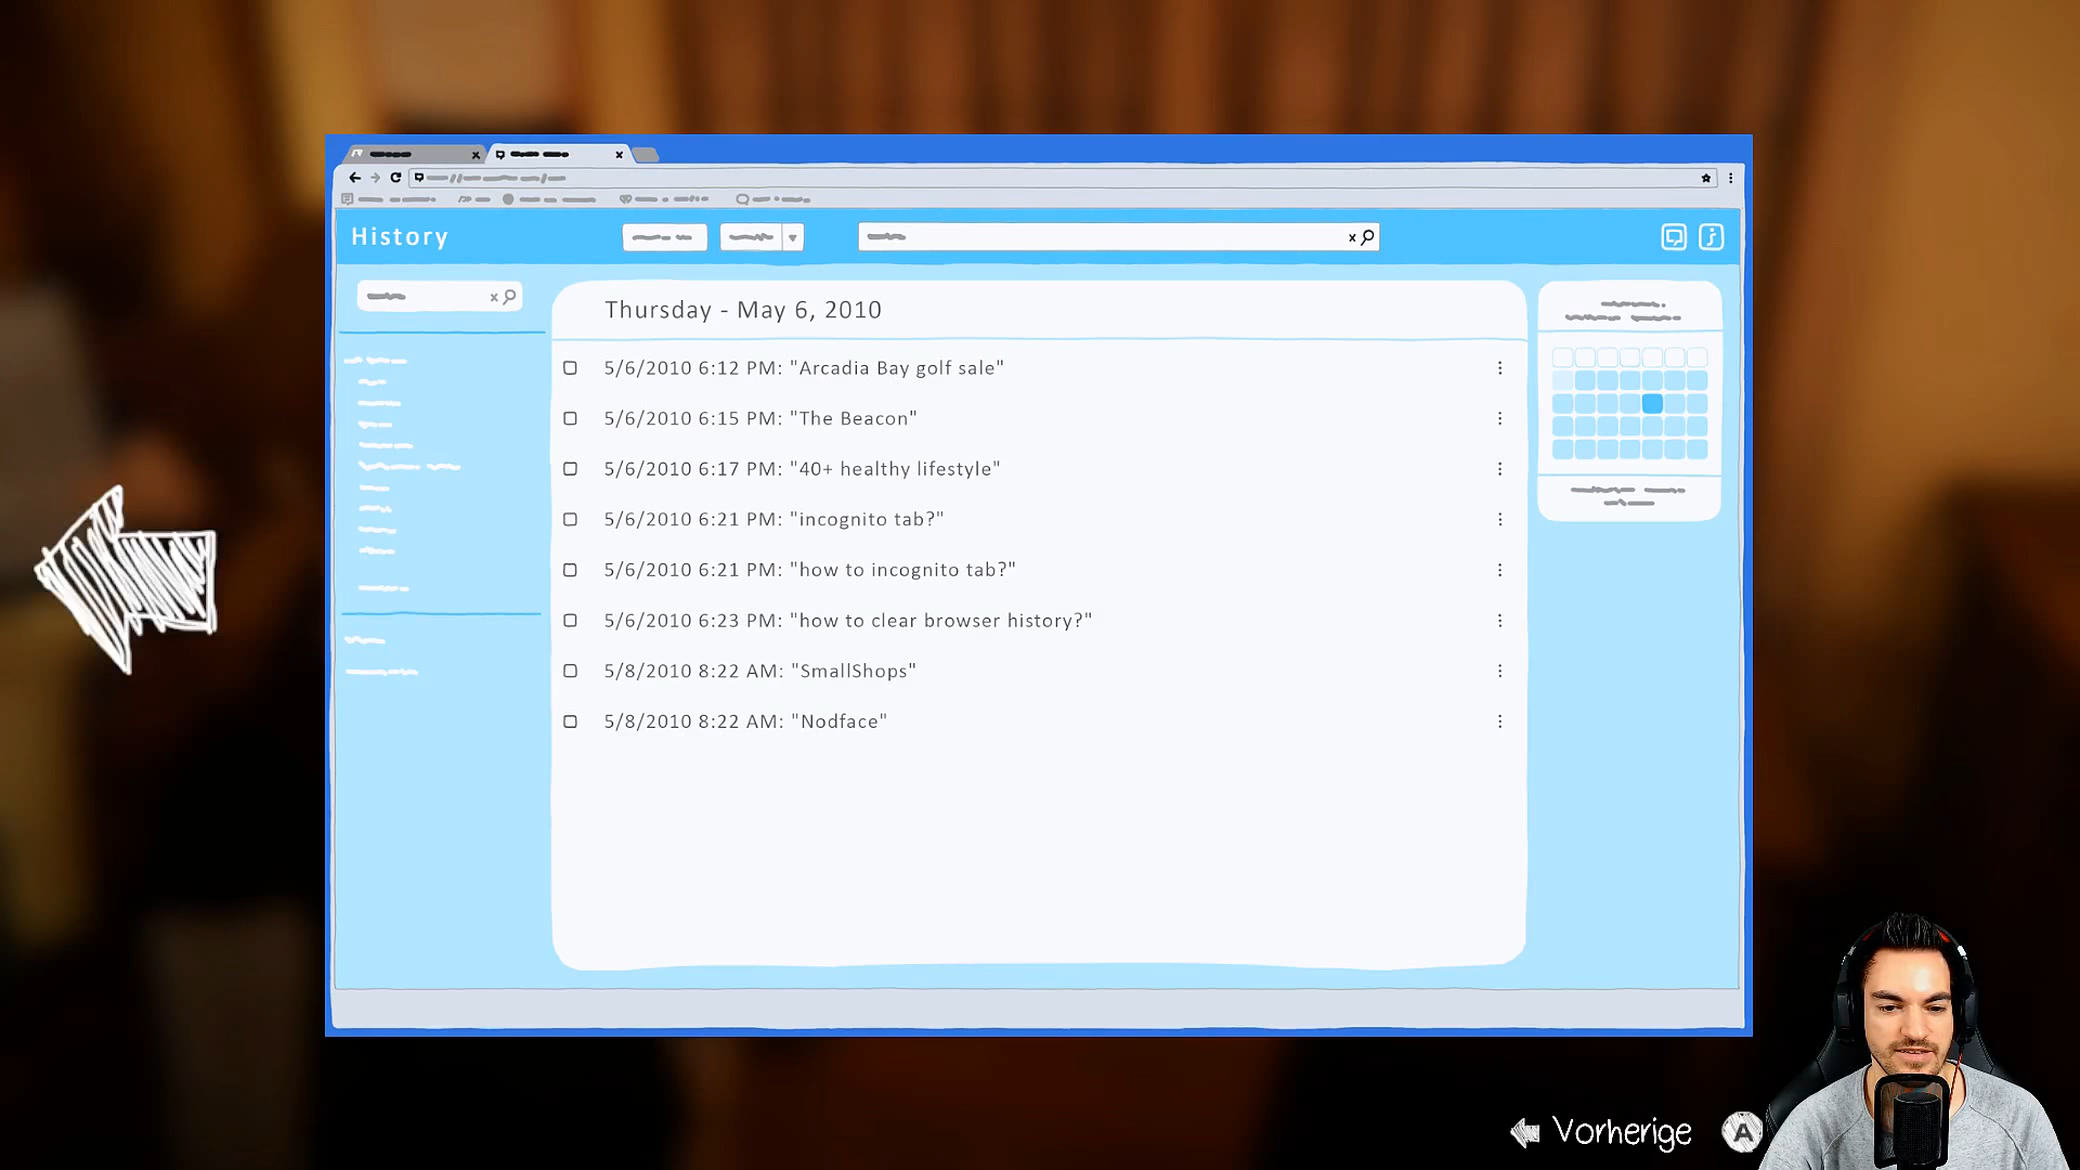 History
Thursday - May 6, 2010
5/6/2010 6:12 PM: "Arcadia Bay golf sale"
5/6/2010 6:15 PM: "The Beacon"
5/6/2010 6:17 PM: "40+ healthy lifestyle"
5/6/2010 6:21 PM: "incognito tab?"
5/6/2010 6:21 PM: "how to incognito tab?"
5/6/2010 6:23 PM: "how to clear browser history?"
5/8/2010 8:22 AM: "SmallShops"
5/8/2010 8:22 AM: "Nodface"
Vorherige A